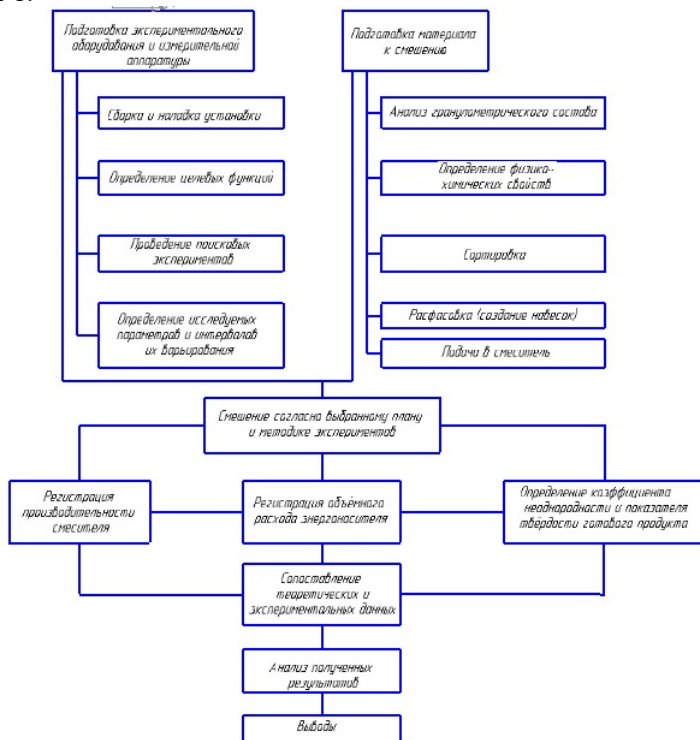 Подготовка экспериментального
оборудования и измерительной
аппаратуры
Подготовка материала
к смешению
Сборка и наладка установки
Анализ гранулометрического состава
Определение целевых функций
Определение физико-
химических свойств
Проведение поисковых
экспериментов
Сортировка
Определение исследуемых
параметров и интервалов
их варьирования
Расфасовка (создание навесок)
Подача в смеситель
Смешение согласно выбранному плану
и методике экспериментов
Регистрация
производительности
смесителя
Регистрация объёмного
расхода энергоносителя
Определение коэффициента
неоднородности и показателя
твёрдости готового продукта
Сопоставление
теоретических и
экспериментальных данных
Анализ полученных
результатов
Выводы